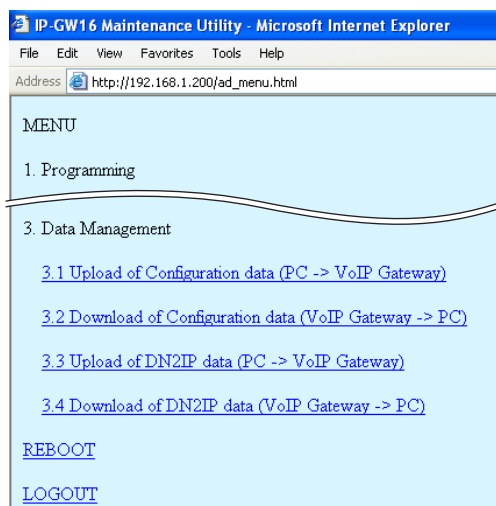 IP-GW16 Maintenance Utility - Microsoft Internet Explorer
File Edit View Favorites Tools Help
Address http://192.168.1.200/ad_menu.html
MENU
1. Programming
3. Data Management
3.1 Upload of Configuration data (PC -> VoIP Gateway)
3.2 Download of Configuration data (VoIP Gateway -> PC)
3.3 Upload of DN2IP data (PC -> VoIP Gateway)
3.4 Download of DN2IP data (VoIP Gateway -> PC)
REBOOT
LOGOUT